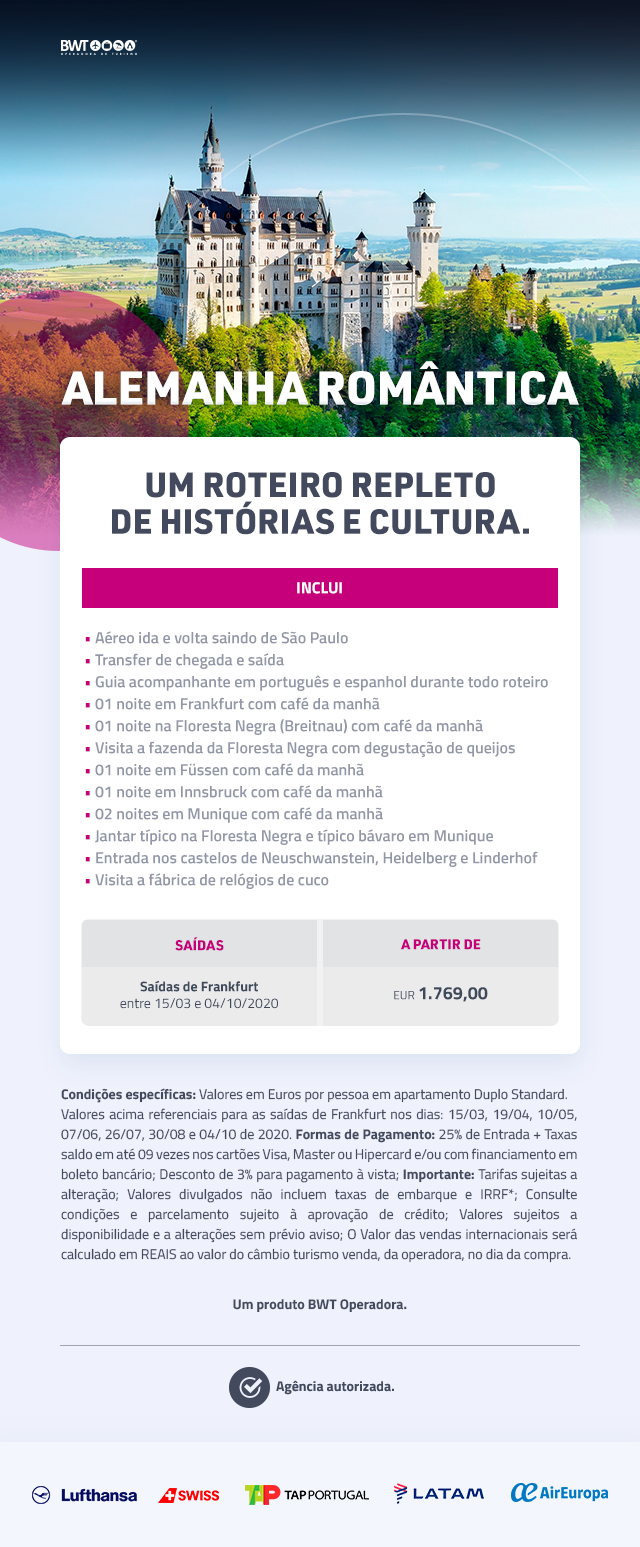 BWT
OPERADORA DE TURISMO
ALEMANHA ROMÂNTICA
UM ROTEIRO REPLETO
DE HISTÓRIAS E CULTURA.
INCLUI
▪ Aéreo ida e volta saindo de São Paulo
▪ Transfer de chegada e saída
▪ Guia acompanhante em português e espanhol durante todo roteiro
▪ 01 noite em Frankfurt com café da manhã
▪ 01 noite na Floresta Negra (Breitnau) com café da manhã
▪ Visita a fazenda da Floresta Negra com degustação de queijos
▪ 01 noite em Füssen com café da manhã
▪ 01 noite em Innsbruck com café da manhã
▪ 02 noites em Munique com café da manhã
▪ Jantar típico na Floresta Negra e típico bávaro em Munique
▪ Entrada nos castelos de Neuschwanstein, Heidelberg e Linderhof
▪ Visita a fábrica de relógios de cuco
SAÍDAS
A PARTIR DE
Saídas de Frankfurt
entre 15/03 e 04/10/2020
EUR 1.769,00
Condições específicas: Valores em Euros por pessoa em apartamento Duplo Standard.
Valores acima referenciais para as saídas de Frankfurt nos dias: 15/03, 19/04, 10/05,
07/06, 26/07, 30/08 e 04/10 de 2020. Formas de Pagamento: 25% de Entrada + Taxas
saldo em até 09 vezes nos cartões Visa, Master ou Hipercard e/ou com financiamento em
boleto bancário; Desconto de 3% para pagamento à vista; Importante: Tarifas sujeitas a
alteração; Valores divulgados não incluem taxas de embarque e IRRF*; Consulte
condições e parcelamento sujeito à aprovação de crédito; Valores sujeitos a
disponibilidade e a alterações sem prévio aviso; O Valor das vendas internacionais será
calculado em REAIS ao valor do câmbio turismo venda, da operadora, no dia da compra.
Um produto BWT Operadora.
Agência autorizada.
Lufthansa SWISS TAP TAP PORTUGAL LATAM AirEuropa